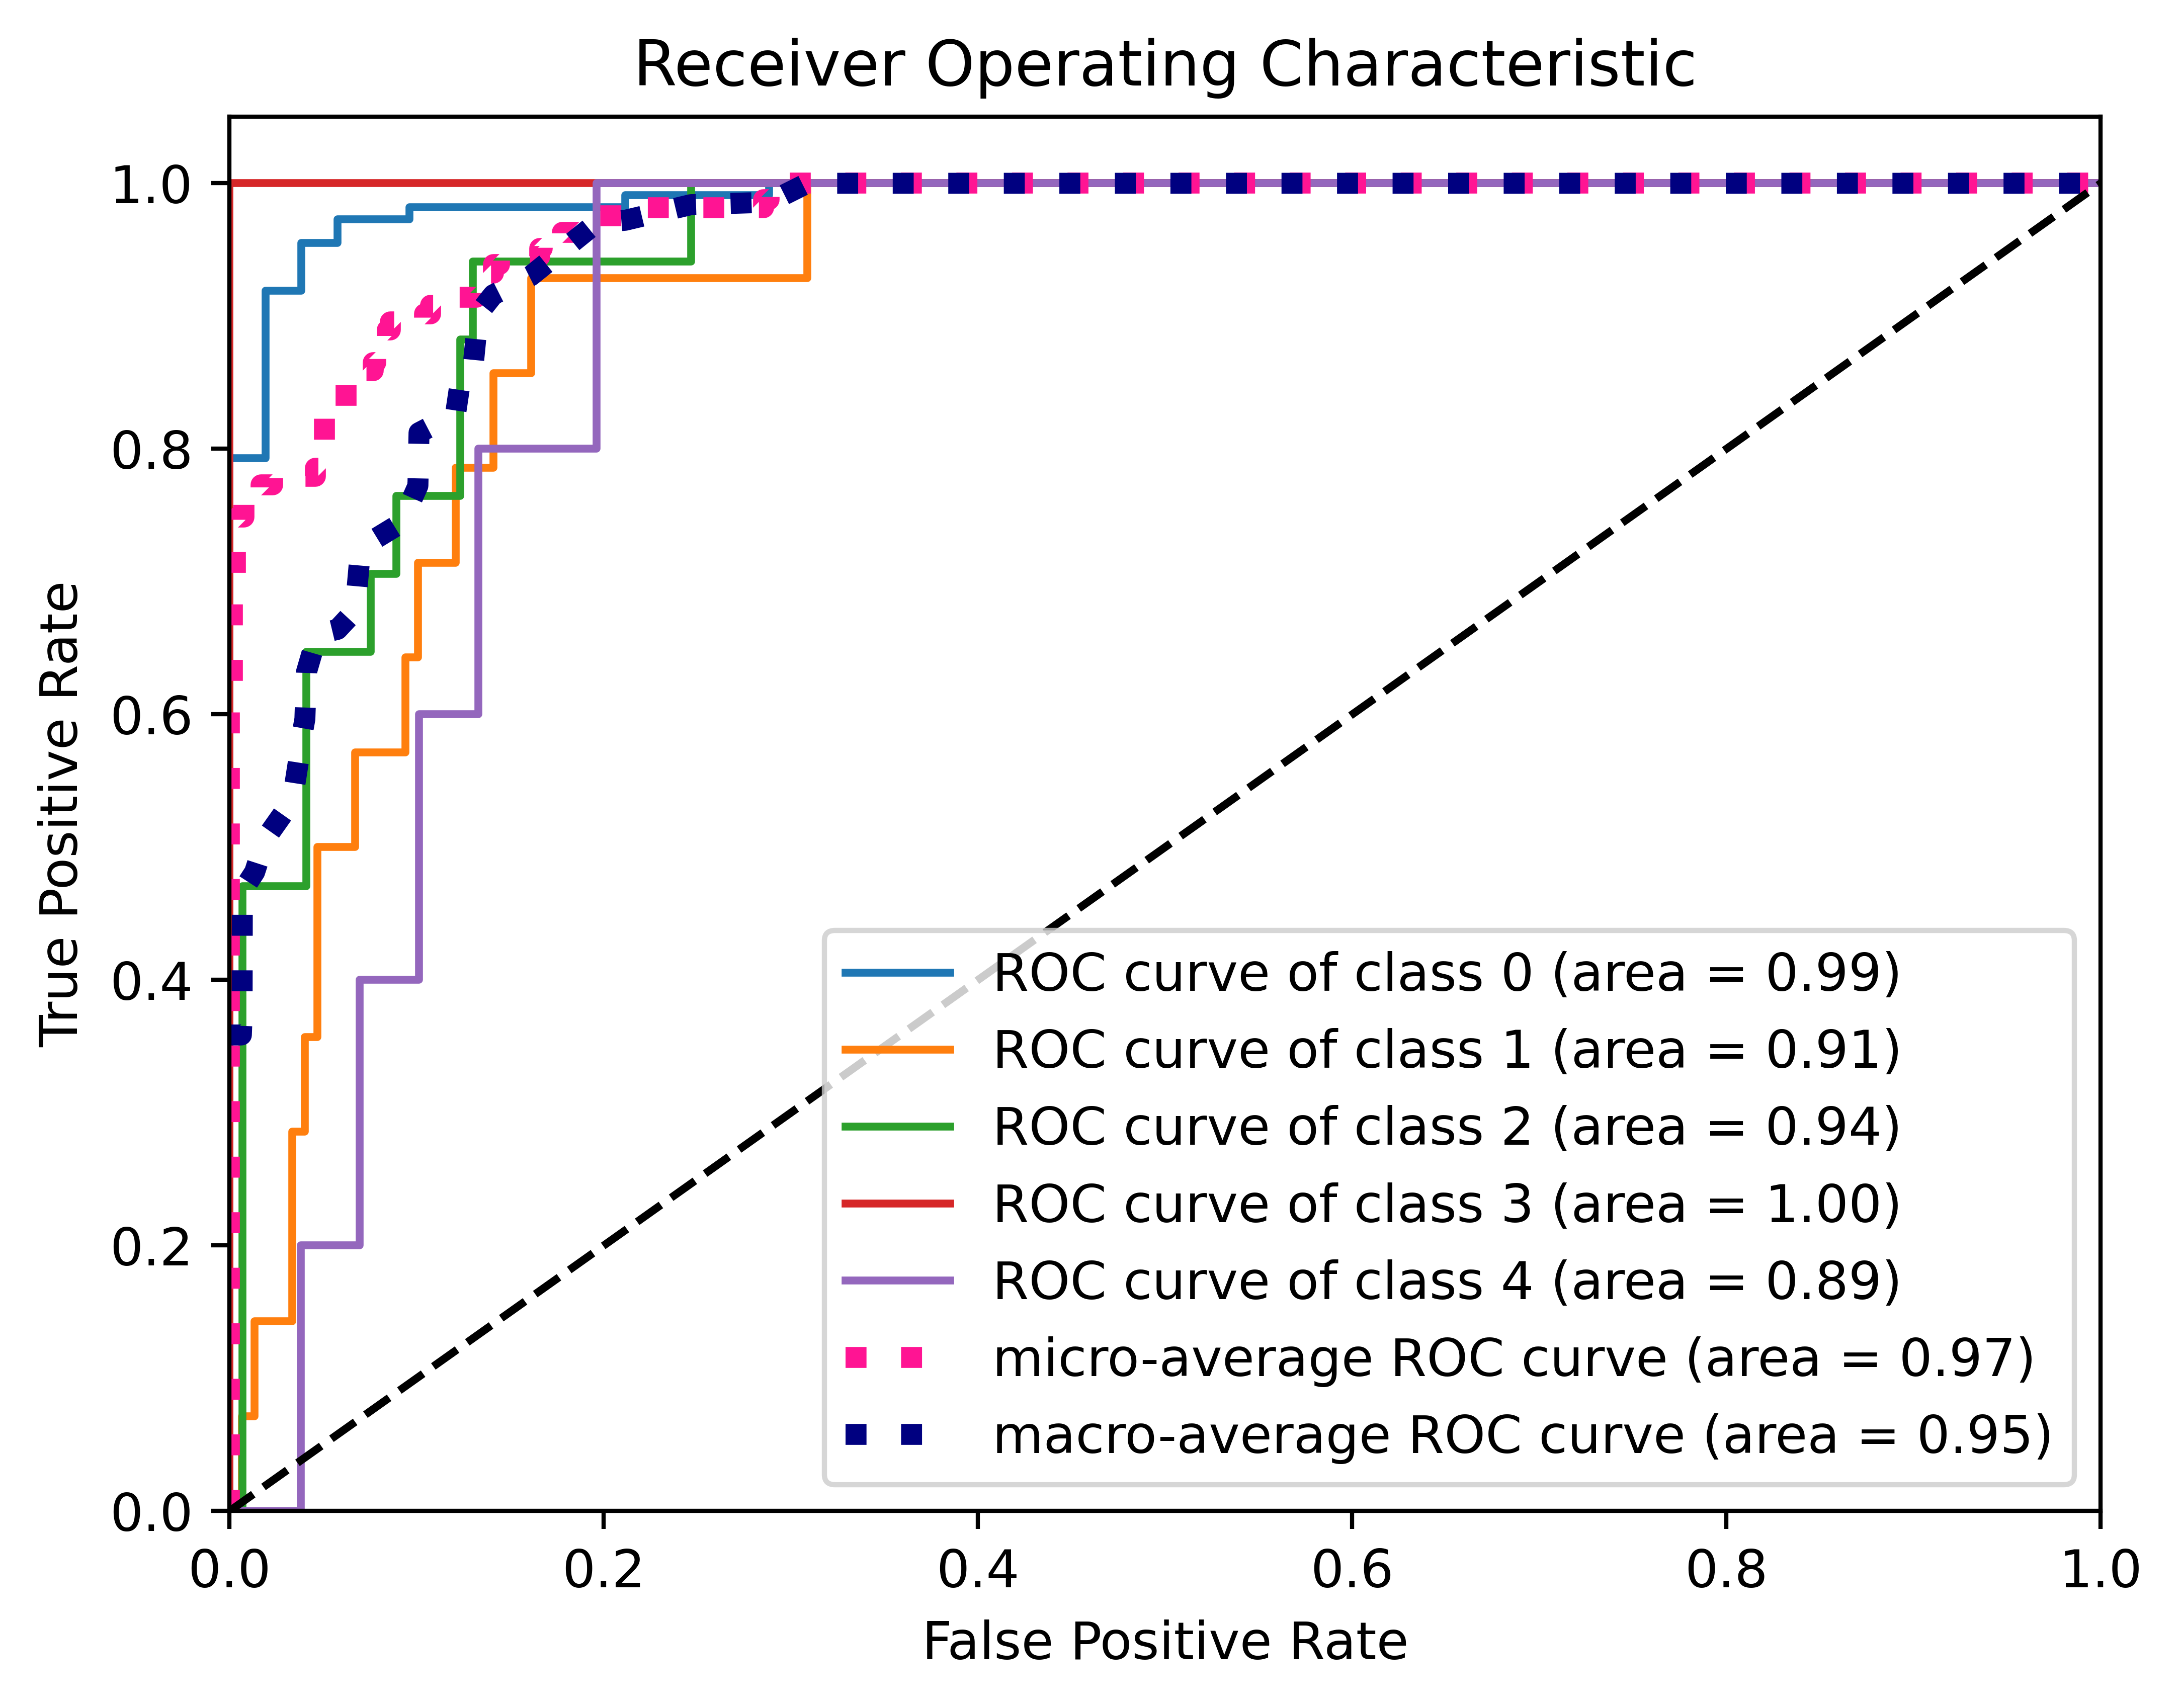 Receiver Operating Characteristic
1.0
0.8
0.6
0.4
0.2
0.0
True Positive Rate
ROC curve of class 0 (area = 0.99)
ROC curve of class 1 (area = 0.91)
ROC curve of class 2 (area = 0.94)
ROC curve of class 3 (area = 1.00)
ROC curve of class 4 (area = 0.89)
micro-average ROC curve (area = 0.97)
macro-average ROC curve (area = 0.95)
0.0 0.2 0.4 0.6 0.8 1.0
False Positive Rate